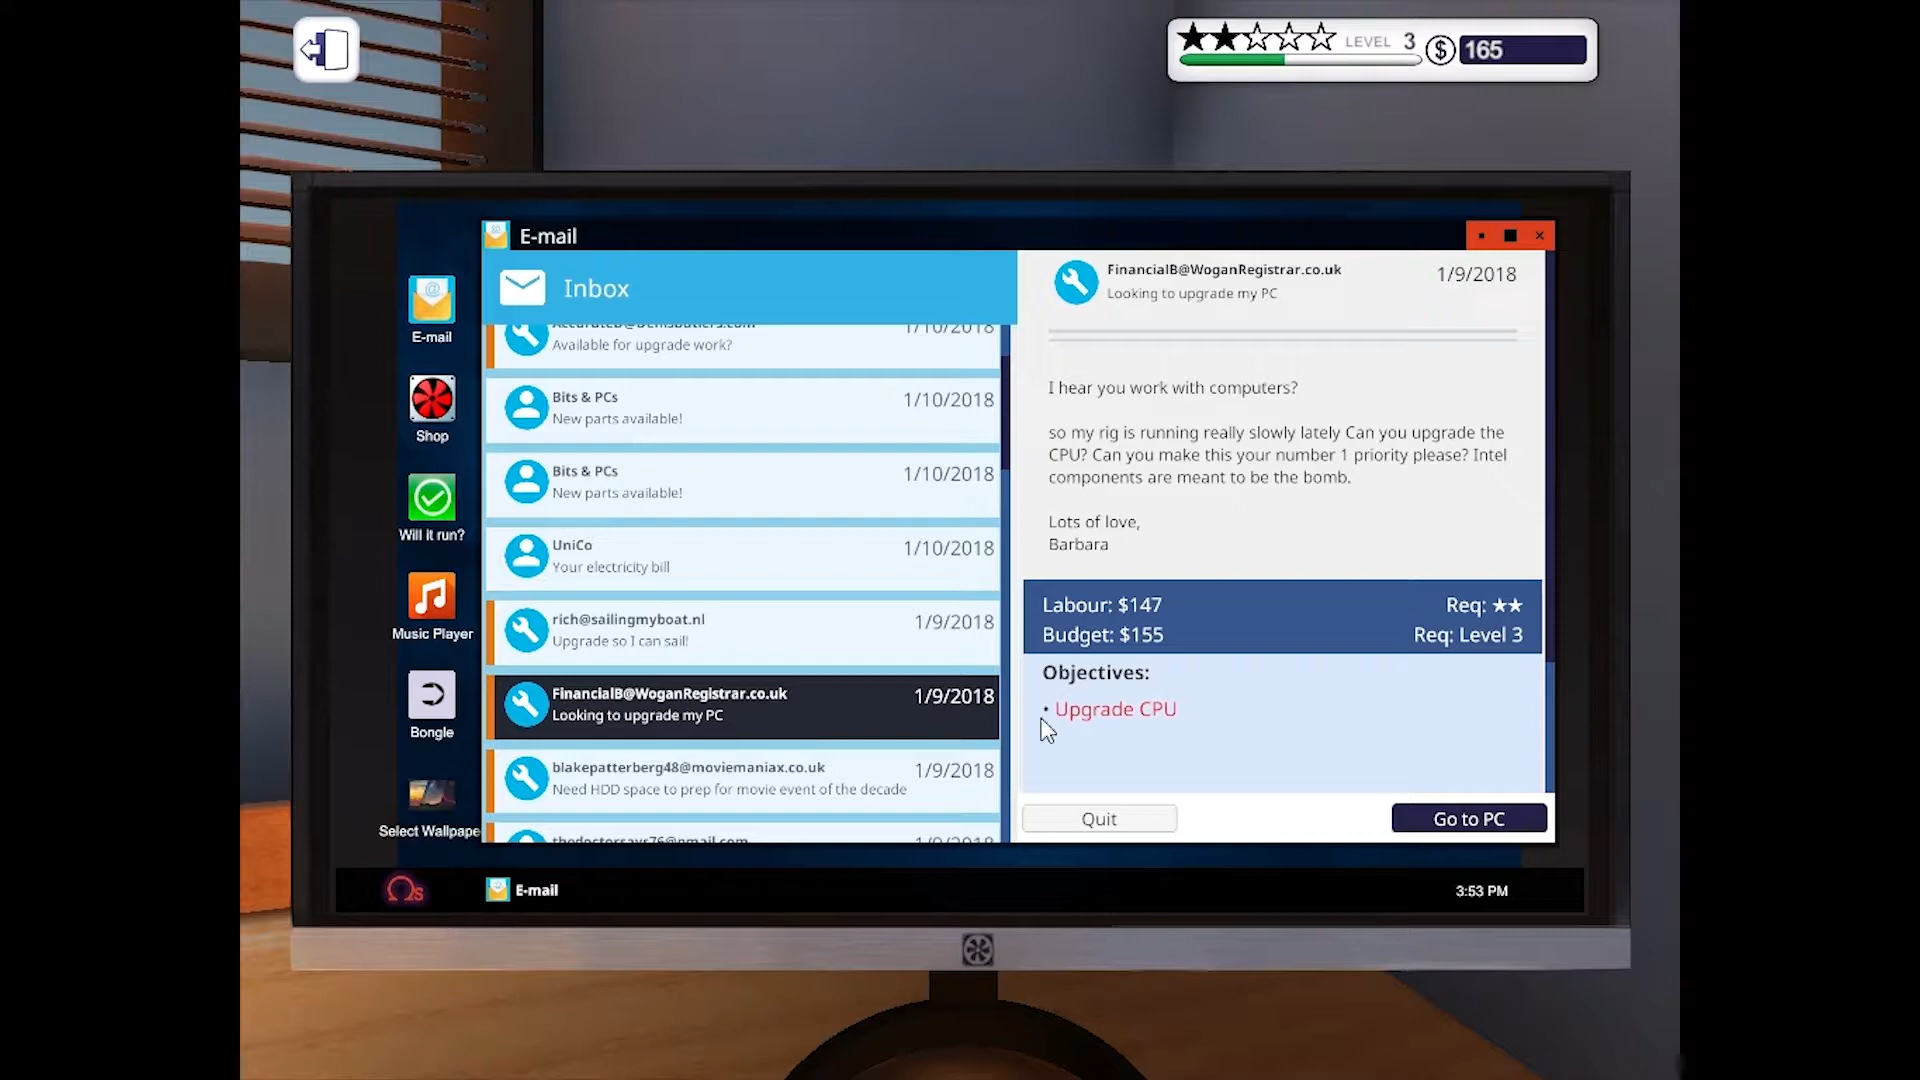 ★★☆☆☆ LEVEL 3 $ 165
E-mail
Inbox
1/10/2018
Available for upgrade work?
Bits & PCs 1/10/2018
New parts available!
Bits & PCs 1/10/2018
New parts available!
UniCo 1/10/2018
Your electricity bill
rich@sailingmyboat.nl 1/9/2018
Upgrade so I can sail!
FinancialB@WoganRegistrar.co.uk 1/9/2018
Looking to upgrade my PC
blakepatterberg48@moviemaniax.co.uk 1/9/2018
Need HDD space to prep for movie event of the decade
FinancialB@WoganRegistrar.co.uk 1/9/2018
Looking to upgrade my PC
I hear you work with computers?
so my rig is running really slowly lately Can you upgrade the
CPU? Can you make this your number 1 priority please? Intel
components are meant to be the bomb.
Lots of love,
Barbara
Labour: $147 Req: ★★
Budget: $155 Req: Level 3
Objectives:
• Upgrade CPU
Quit Go to PC
E-mail
Shop
Will it run?
Music Player
Bongle
Select Wallpape
Ωs E-mail 3:53 PM